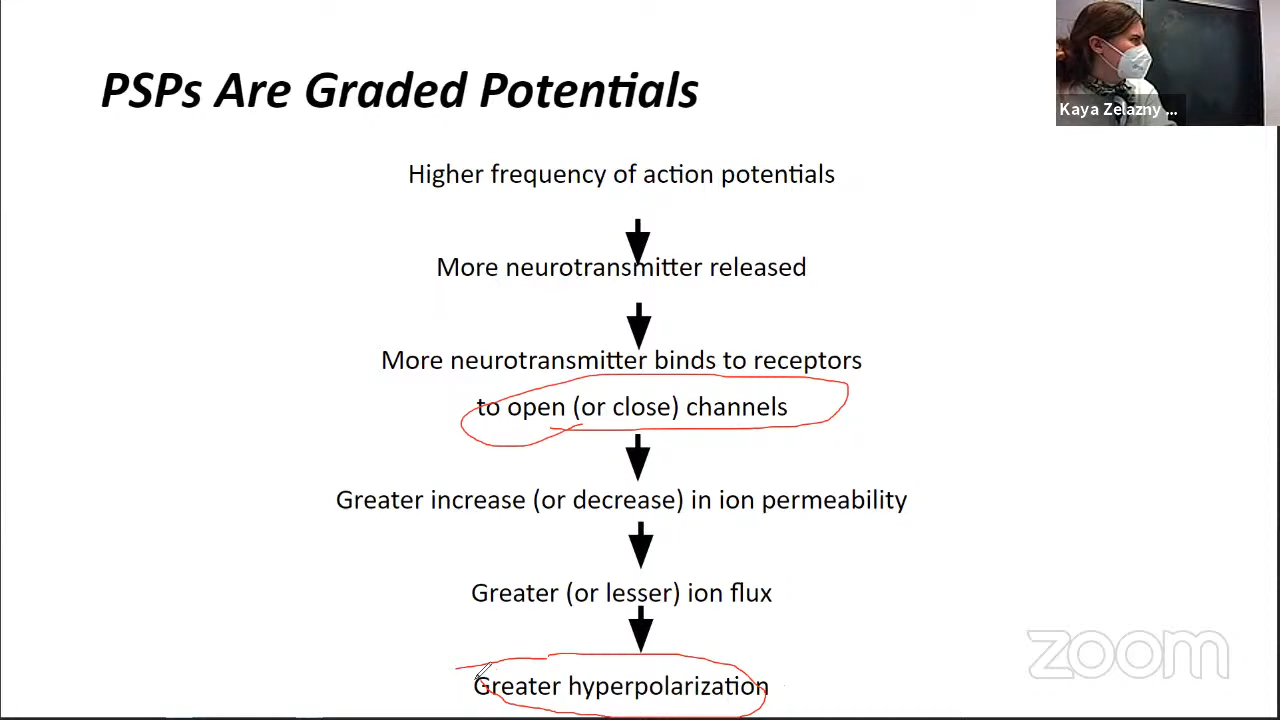 Kaya Zelazny ...
PSPs Are Graded Potentials
Higher frequency of action potentials
More neurotransmitter released
More neurotransmitter binds to receptors
to open (or close) channels
Greater increase (or decrease) in ion permeability
Greater (or lesser) ion flux
Greater hyperpolarization
zoom